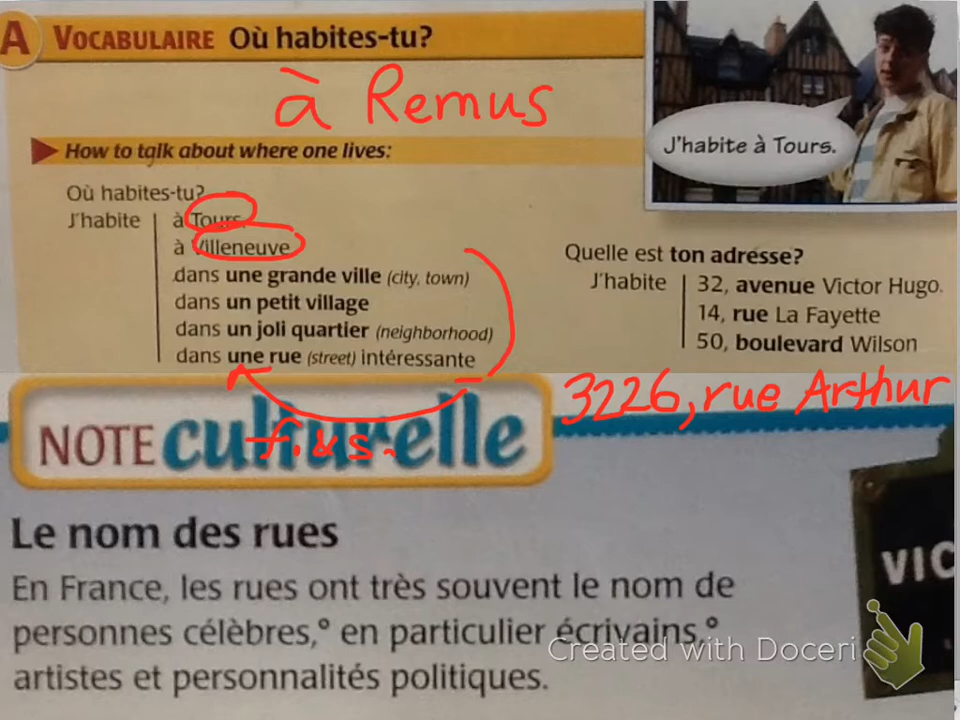 A VOCABULAIRE Où habites-tu?
à Remus
How to talk about where one lives:
J'habite à Tours.
Où habites-tu?
J'habite
à Tours.
à Villeneuve
dans une grande ville (city, town)
dans un petit village
dans un joli quartier (neighborhood)
dans une rue (street) intéressante
Quelle est ton adresse?
J'habite
32, avenue Victor Hugo.
14, rue La Fayette
50, boulevard Wilson
3226, rue Arthur
NOTE culturelle
Le nom des rues
En France, les rues ont très souvent le nom de
personnes célèbres,° en particulier écrivains,°
artistes et personnalités politiques.
VIC
Created with Doceri